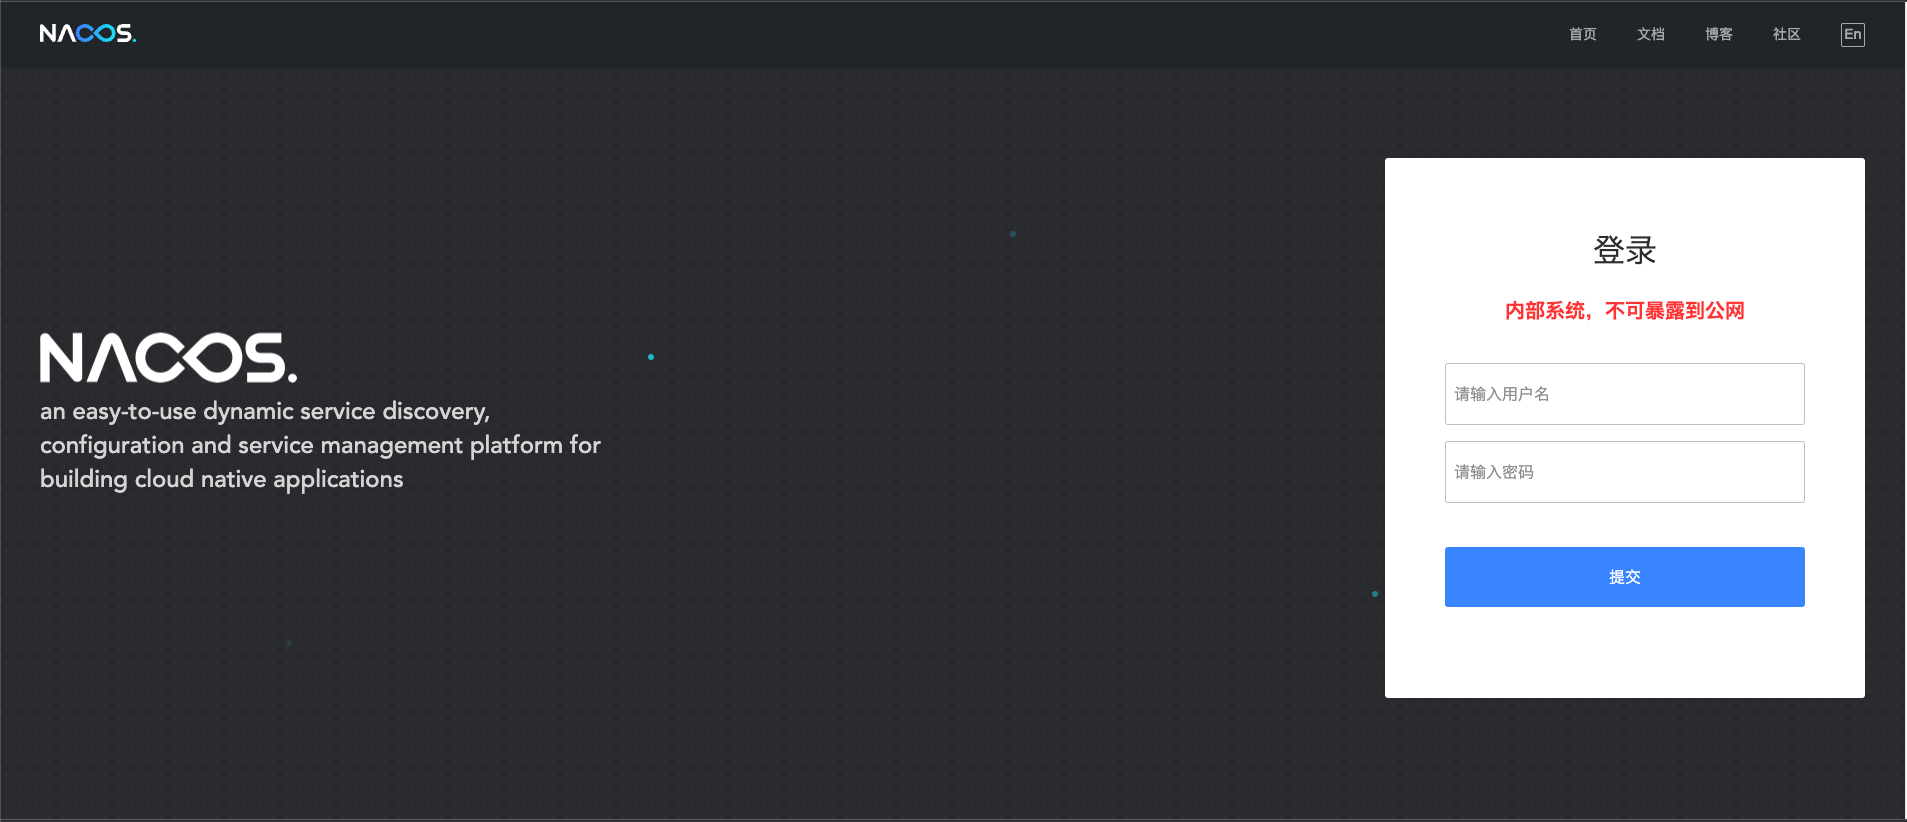 NACOS.
首页
文档
博客
社区
En
NACOS.
an easy-to-use dynamic service discovery,
configuration and service management platform for
building cloud native applications
登录
内部系统，不可暴露到公网
请输入用户名
请输入密码
提交